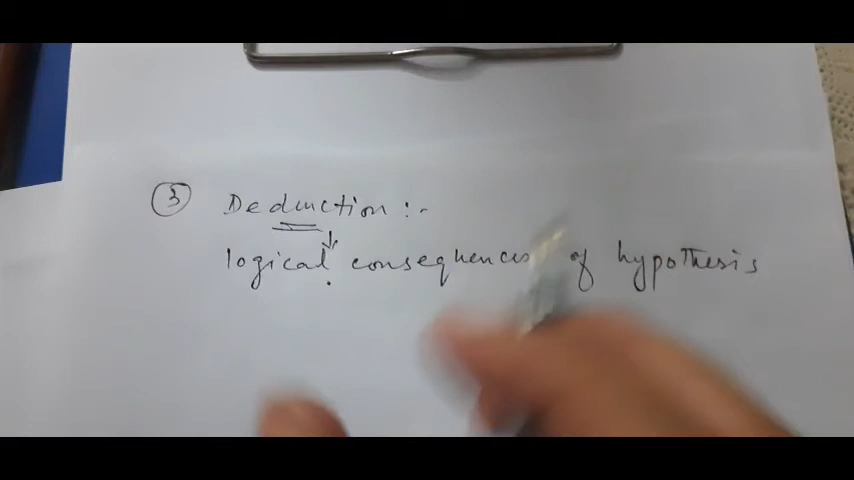 ③ Deduction :-
logical consequences of hypothesis